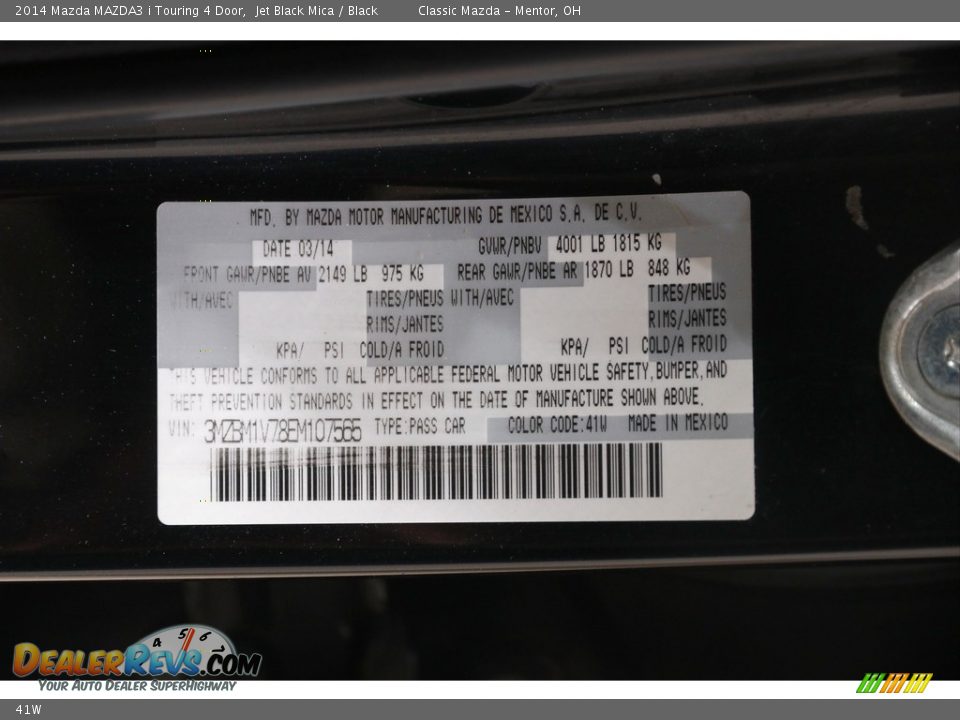 2014 Mazda MAZDA3 i Touring 4 Door, Jet Black Mica / Black Classic Mazda - Mentor, OH
MFD. BY MAZDA MOTOR MANUFACTURING DE MEXICO S.A. DE C.V.
DATE 03/14 GVWR/PNBV 4001 LB 1815 KG
FRONT GAWR/PNBE AV 2149 LB 975 KG REAR GAWR/PNBE AR 1870 LB 848 KG
WITH/AVEC TIRES/PNEUS WITH/AVEC TIRES/PNEUS
RIMS/JANTES RIMS/JANTES
KPA/ PSI COLD/A FROID KPA/ PSI COLD/A FROID
THIS VEHICLE CONFORMS TO ALL APPLICABLE FEDERAL MOTOR VEHICLE SAFETY, BUMPER, AND
THEFT PREVENTION STANDARDS IN EFFECT ON THE DATE OF MANUFACTURE SHOWN ABOVE.
VIN: 3MZBM1V78EM107565 TYPE:PASS CAR COLOR CODE:41W MADE IN MEXICO
4 5 6
DEALERREVS.COM
YOUR AUTO DEALER SUPERHIGHWAY
41W